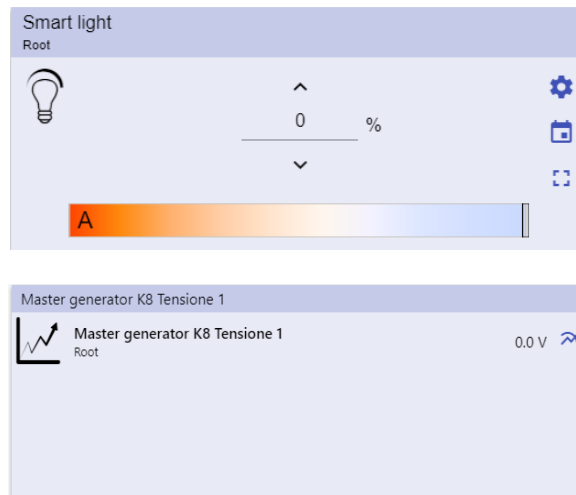 Smart light
Root
0 %
A
Master generator K8 Tensione 1
Master generator K8 Tensione 1
Root
0.0 V